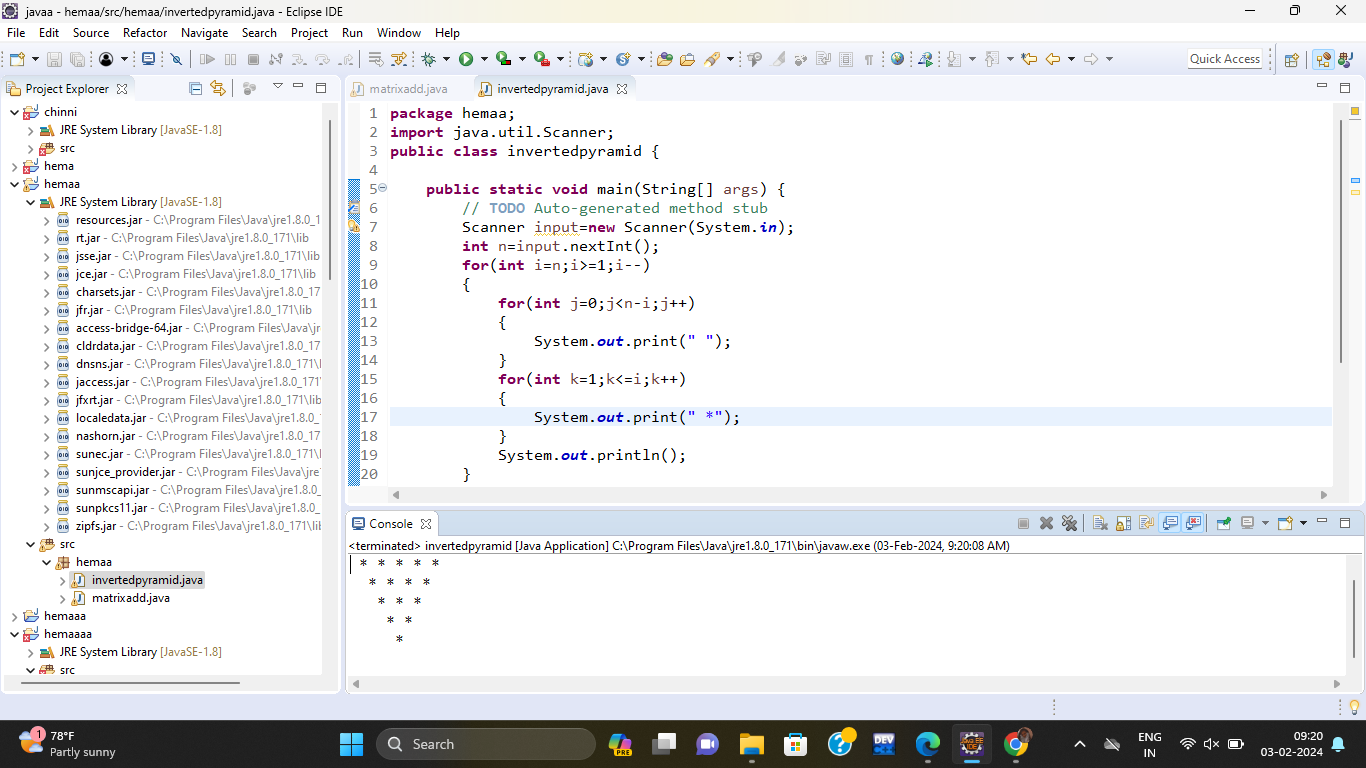 javaa - hemaa/src/hemaa/invertedpyramid.java - Eclipse IDE
File Edit Source Refactor Navigate Search Project Run Window Help
Quick Access
Project Explorer
chinni
JRE System Library [JavaSE-1.8]
src
hema
hemaa
JRE System Library [JavaSE-1.8]
resources.jar - C:\Program Files\Java\jre1.8.0_1
rt.jar - C:\Program Files\Java\jre1.8.0_171\lib
jsse.jar - C:\Program Files\Java\jre1.8.0_171\lib
jce.jar - C:\Program Files\Java\jre1.8.0_171\lib
charsets.jar - C:\Program Files\Java\jre1.8.0_17
jfr.jar - C:\Program Files\Java\jre1.8.0_171\lib
access-bridge-64.jar - C:\Program Files\Java\jr
cldrdata.jar - C:\Program Files\Java\jre1.8.0_17
dnsns.jar - C:\Program Files\Java\jre1.8.0_171\l
jaccess.jar - C:\Program Files\Java\jre1.8.0_171
jfxrt.jar - C:\Program Files\Java\jre1.8.0_171\lib
localedata.jar - C:\Program Files\Java\jre1.8.0_
nashorn.jar - C:\Program Files\Java\jre1.8.0_17
sunec.jar - C:\Program Files\Java\jre1.8.0_171\l
sunjce_provider.jar - C:\Program Files\Java\jre
sunmscapi.jar - C:\Program Files\Java\jre1.8.0_
sunpkcs11.jar - C:\Program Files\Java\jre1.8.0_
zipfs.jar - C:\Program Files\Java\jre1.8.0_171\lib
src
hemaa
invertedpyramid.java
matrixadd.java
hemaaa
hemaaaa
JRE System Library [JavaSE-1.8]
src
matrixadd.java invertedpyramid.java
1 package hemaa;
2 import java.util.Scanner;
3 public class invertedpyramid {
4
5 public static void main(String[] args) {
6 // TODO Auto-generated method stub
7 Scanner input=new Scanner(System.in);
8 int n=input.nextInt();
9 for(int i=n;i>=1;i--)
10 {
11 for(int j=0;j<n-i;j++)
12 {
13 System.out.print(" ");
14 }
15 for(int k=1;k<=i;k++)
16 {
17 System.out.print(" *");
18 }
19 System.out.println();
20 }
Console
<terminated> invertedpyramid [Java Application] C:\Program Files\Java\jre1.8.0_171\bin\javaw.exe (03-Feb-2024, 9:20:08 AM)
* * * * *
* * * *
* * *
* *
*
1
78°F
Partly sunny
Search
PRE
DEV
C++
Java EE
IDE
ENG
IN
09:20
03-02-2024